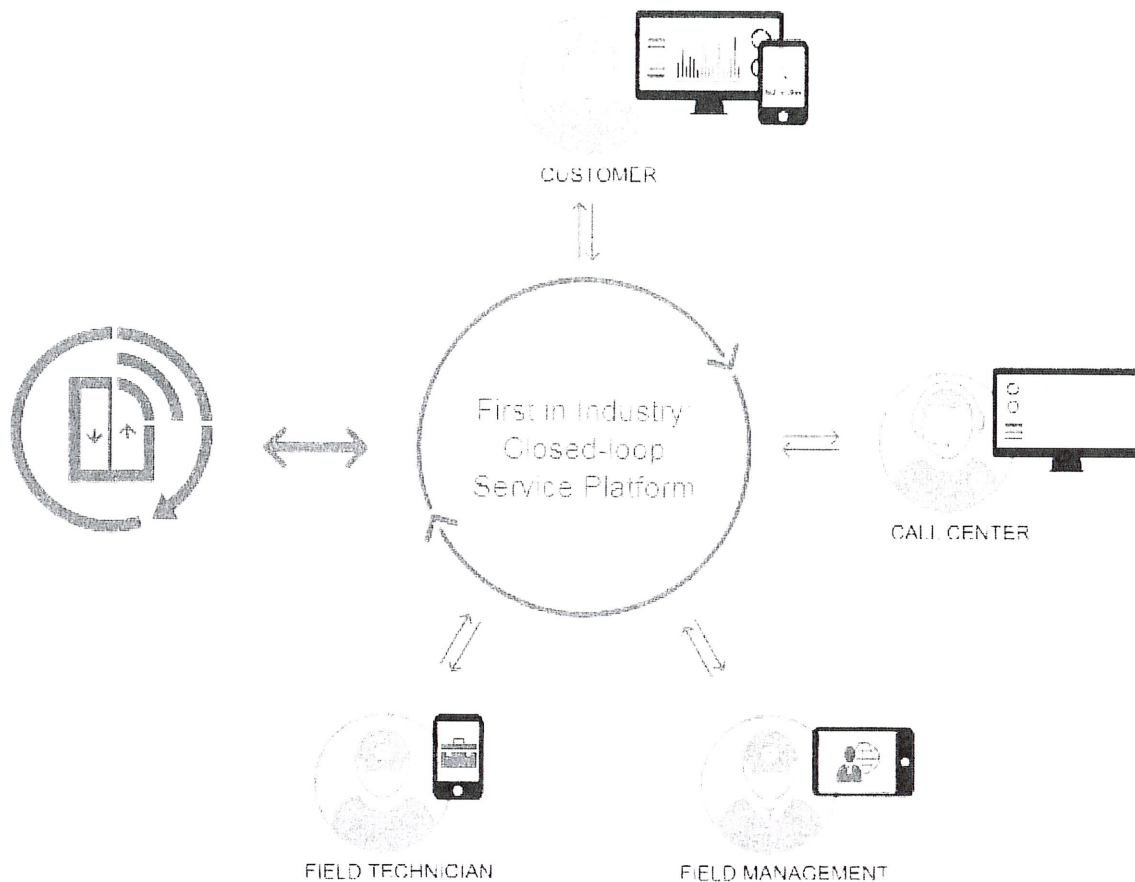 CUSTOMER
First in Industry
Closed-loop
Service Platform
CALL CENTER
FIELD TECHNICIAN
FIELD MANAGEMENT